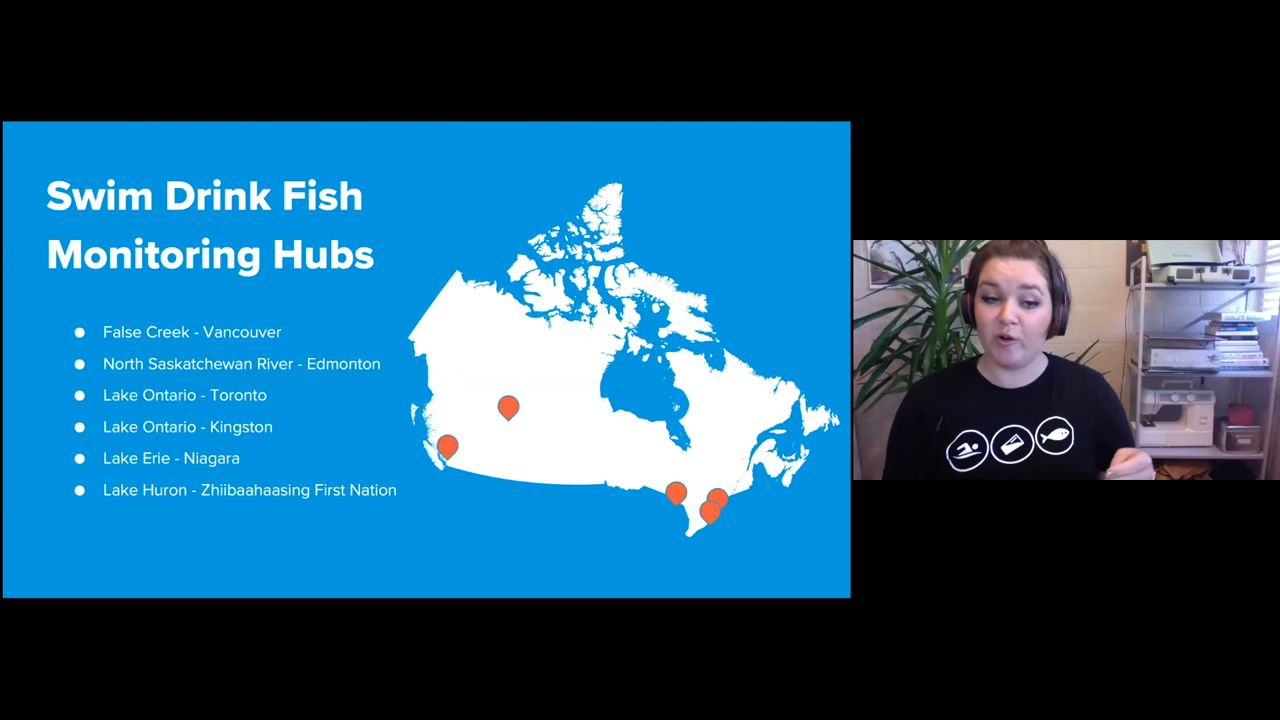 Swim Drink Fish
Monitoring Hubs
False Creek - Vancouver
North Saskatchewan River - Edmonton
Lake Ontario - Toronto
Lake Ontario - Kingston
Lake Erie - Niagara
Lake Huron - Zhiibaahaasing First Nation